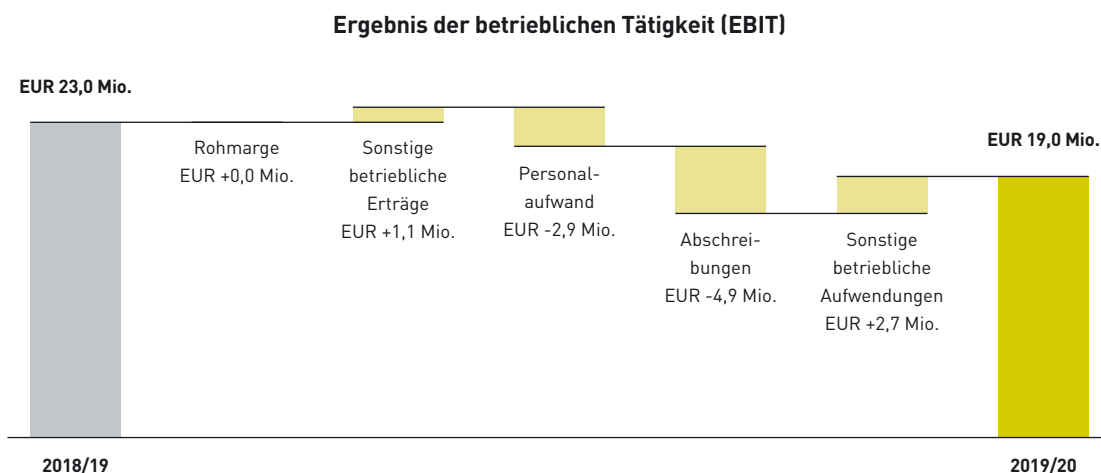 Ergebnis der betrieblichen Tätigkeit (EBIT)
EUR 23,0 Mio.
Rohmarge
EUR +0,0 Mio.
Sonstige
betriebliche
Erträge
EUR +1,1 Mio.
Personal-
aufwand
EUR -2,9 Mio.
Abschrei-
bungen
EUR -4,9 Mio.
Sonstige
betriebliche
Aufwendungen
EUR +2,7 Mio.
EUR 19,0 Mio.
2018/19
2019/20